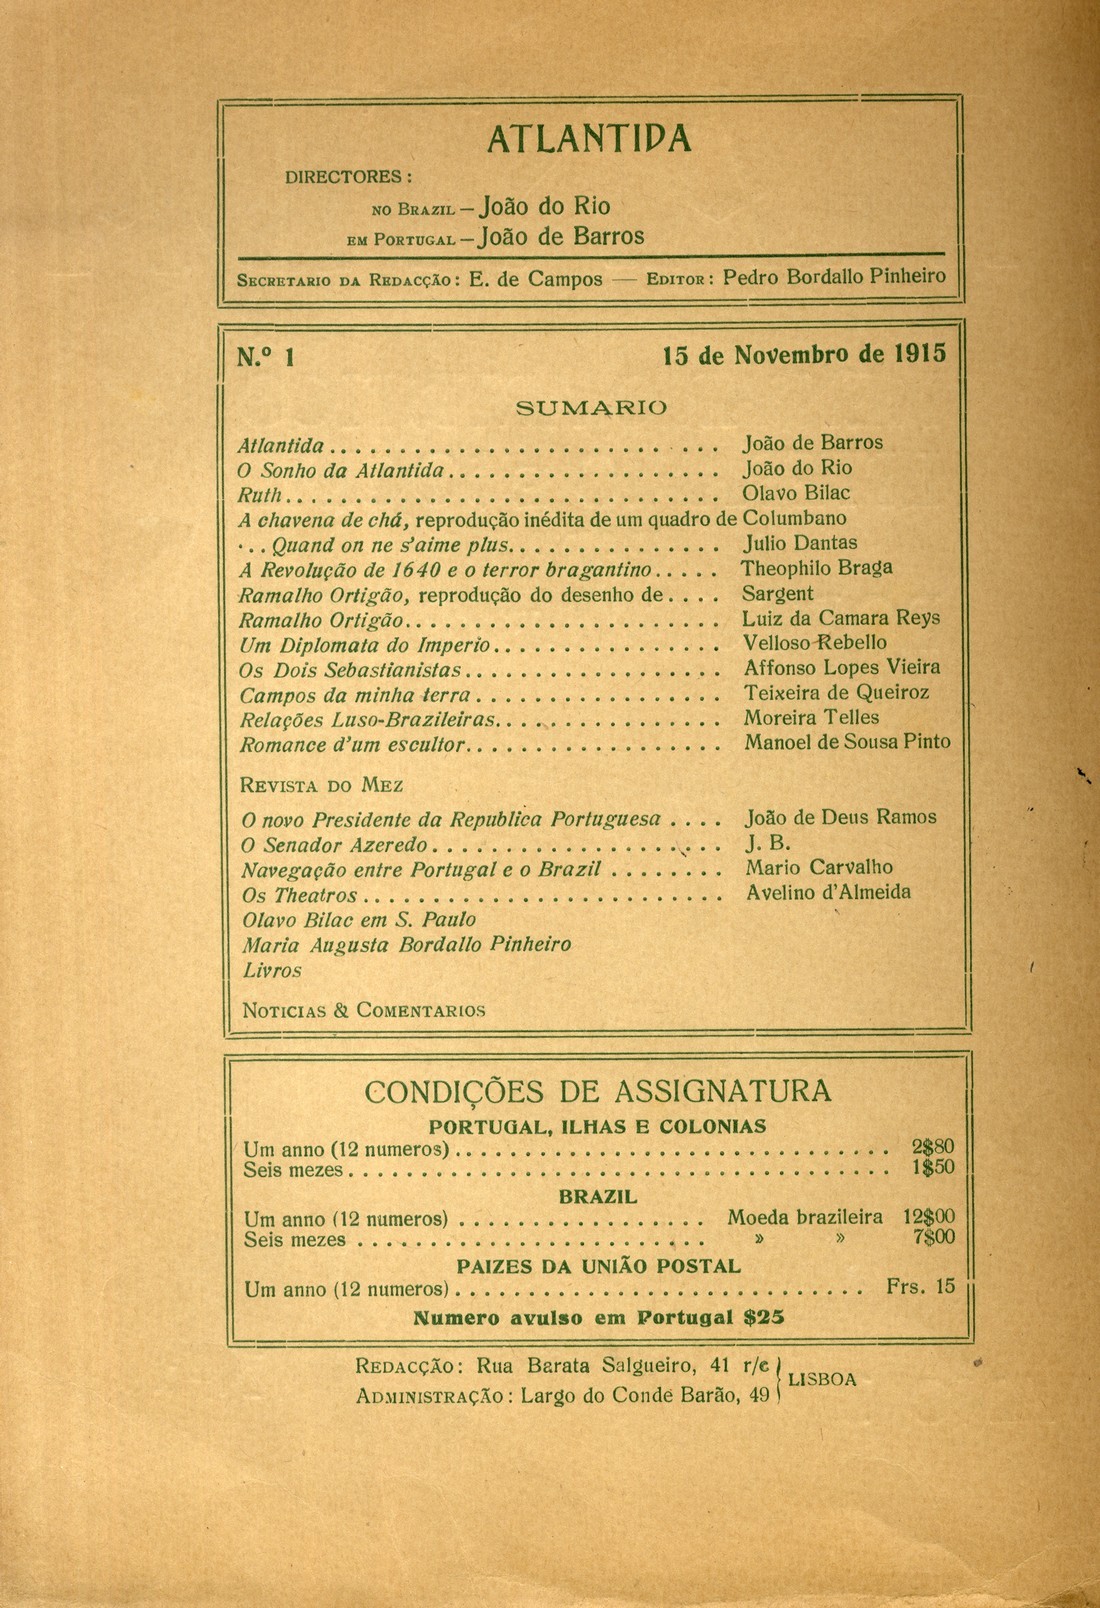 ATLANTIDA
DIRECTORES :
NO BRAZIL — João do Rio
EM PORTUGAL — João de Barros
SECRETARIO DA REDACÇÃO : E. de Campos — EDITOR : Pedro Bordallo Pinheiro
N.º 1 15 de Novembro de 1915
SUMARIO
Atlantida . . . . . . . . . . . . . . . . . . . . . . . . . . . . João de Barros
O Sonho da Atlantida . . . . . . . . . . . . . . . . . . . . João do Rio
Ruth . . . . . . . . . . . . . . . . . . . . . . . . . . . . . . . Olavo Bilac
A chavena de chá, reprodução inédita de um quadro de Columbano
. . . Quand on ne s'aime plus. . . . . . . . . . . . . . . . Julio Dantas
A Revolução de 1640 e o terror bragantino . . . . . Theophilo Braga
Ramalho Ortigão, reprodução do desenho de . . . . Sargent
Ramalho Ortigão. . . . . . . . . . . . . . . . . . . . . . . Luiz da Camara Reys
Um Diplomata do Imperio . . . . . . . . . . . . . . . . . Velloso Rebello
Os Dois Sebastianistas . . . . . . . . . . . . . . . . . . . Affonso Lopes Vieira
Campos da minha terra . . . . . . . . . . . . . . . . . . Teixeira de Queiroz
Relações Luso-Brazileiras. . . . . . . . . . . . . . . . . Moreira Telles
Romance d'um escultor. . . . . . . . . . . . . . . . . . . Manoel de Sousa Pinto
REVISTA DO MEZ
O novo Presidente da Republica Portuguesa . . . . João de Deus Ramos
O Senador Azeredo . . . . . . . . . . . . . . . . . . . . . J. B.
Navegação entre Portugal e o Brazil . . . . . . . . Mario Carvalho
Os Theatros . . . . . . . . . . . . . . . . . . . . . . . . . . Avelino d'Almeida
Olavo Bilac em S. Paulo
Maria Augusta Bordallo Pinheiro
Livros
NOTICIAS & COMENTARIOS
CONDIÇÕES DE ASSIGNATURA
PORTUGAL, ILHAS E COLONIAS
Um anno (12 numeros) . . . . . . . . . . . . . . . . . . . . . . . . . . . . 2$80
Seis mezes . . . . . . . . . . . . . . . . . . . . . . . . . . . . . . . . . . . 1$50
BRAZIL
Um anno (12 numeros) . . . . . . . . . . . . . . . . . Moeda brazileira 12$00
Seis mezes . . . . . . . . . . . . . . . . . . . . . . . . » » 7$00
PAIZES DA UNIÃO POSTAL
Um anno (12 numeros) . . . . . . . . . . . . . . . . . . . . . . . . . . . Frs. 15
Numero avulso em Portugal $25
REDACÇÃO : Rua Barata Salgueiro, 41 r/c
ADMINISTRAÇÃO : Largo do Conde Barão, 49
LISBOA